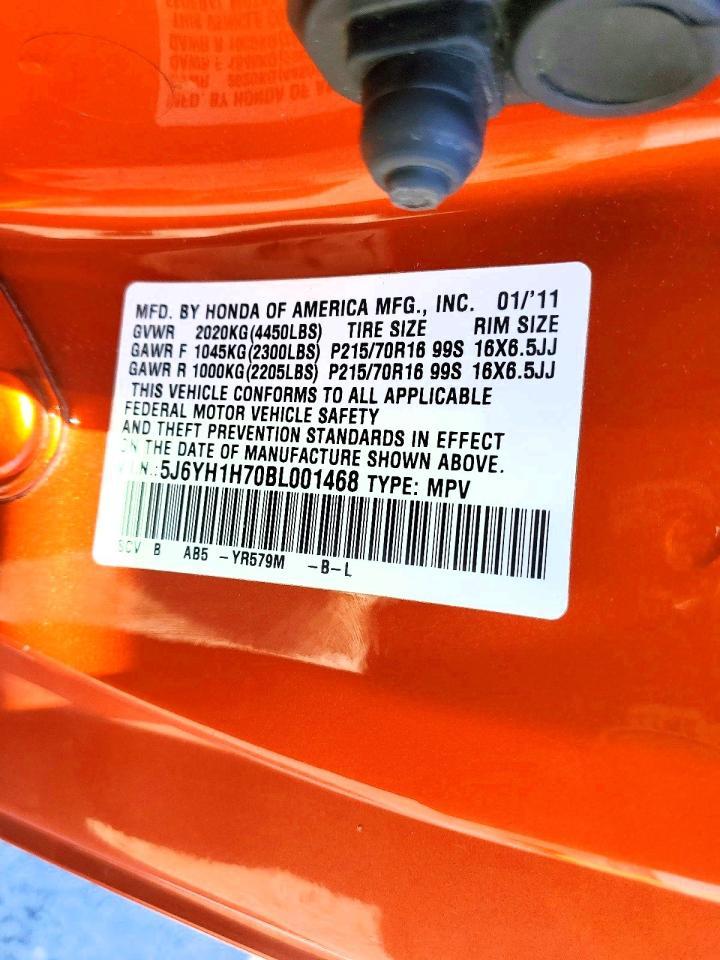 MFD. BY HONDA OF AMERICA MFG., INC. 01/'11
GVWR 2020KG(4450LBS) TIRE SIZE RIM SIZE
GAWR F 1045KG(2300LBS) P215/70R16 99S 16X6.5JJ
GAWR R 1000KG(2205LBS) P215/70R16 99S 16X6.5JJ
THIS VEHICLE CONFORMS TO ALL APPLICABLE
FEDERAL MOTOR VEHICLE SAFETY
AND THEFT PREVENTION STANDARDS IN EFFECT
ON THE DATE OF MANUFACTURE SHOWN ABOVE.
V.I.N.:5J6YH1H70BL001468 TYPE: MPV
SCV B AB5 -YR579M -B-L